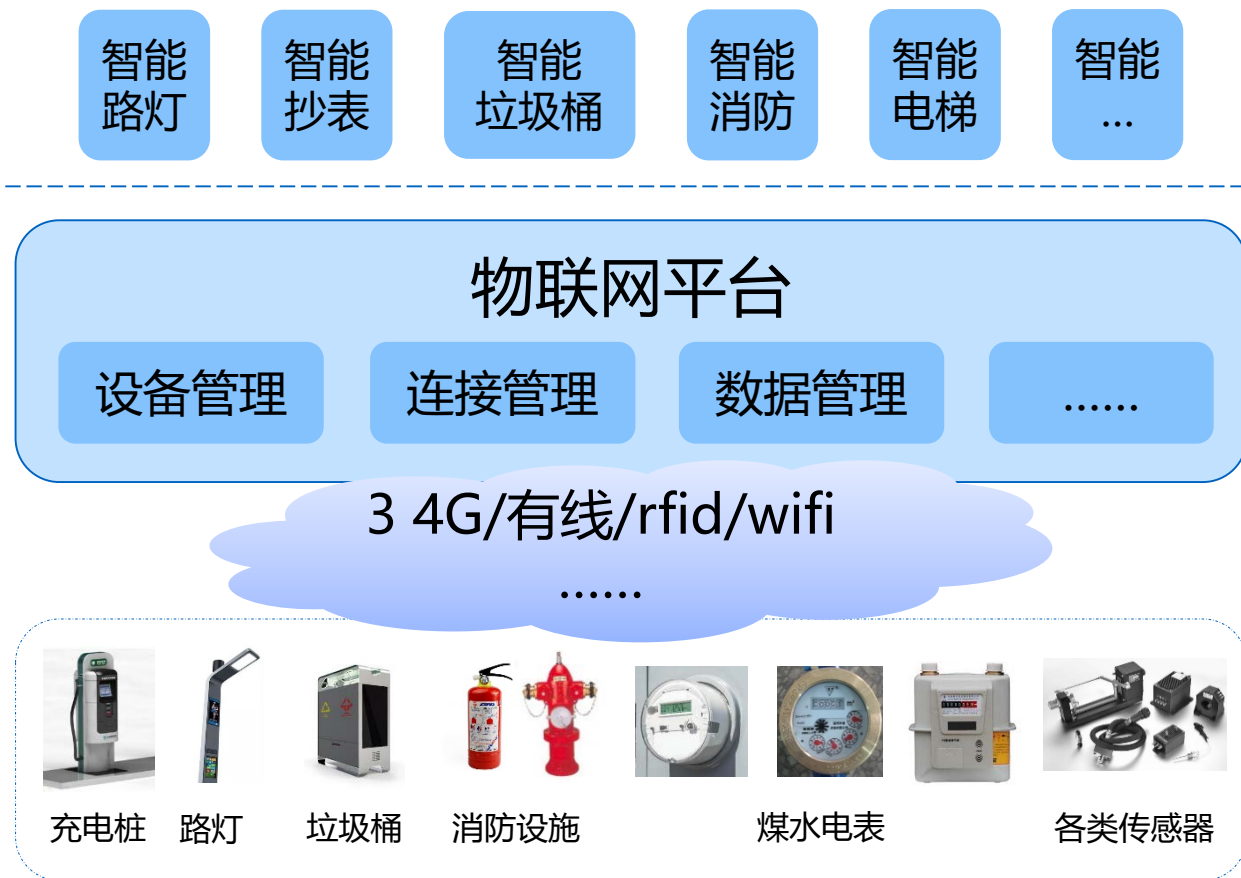 智能
路灯
智能
抄表
智能
垃圾桶
智能
消防
智能
电梯
智能
...
物联网平台
设备管理
连接管理
数据管理
......
3 4G/有线/rfid/wifi
......
充电桩
路灯
垃圾桶
消防设施
煤水电表
各类传感器